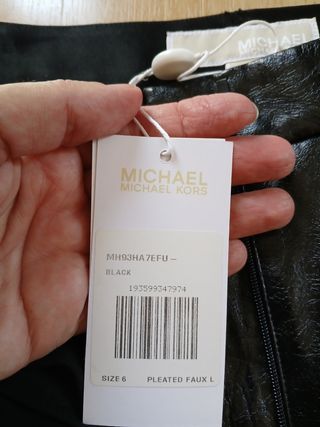 MICHAEL
MICHAEL
MICHAEL KORS
MH93HA7EFU –
BLACK
193599347974
SIZE 6 PLEATED FAUX L